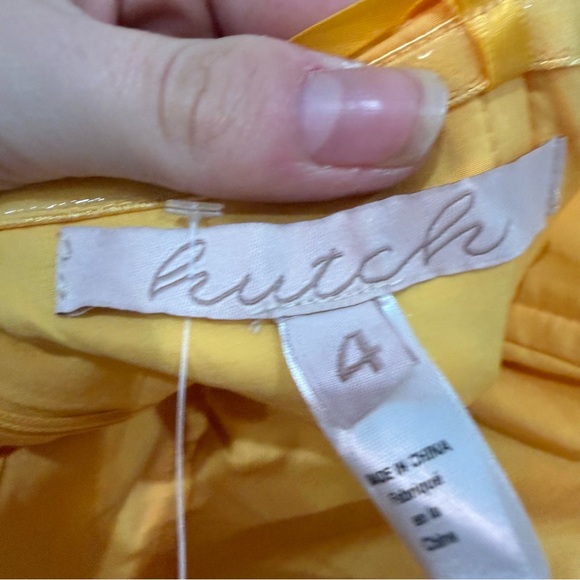 hutch
4
MADE IN CHINA
Fabriqué
en la
Chine